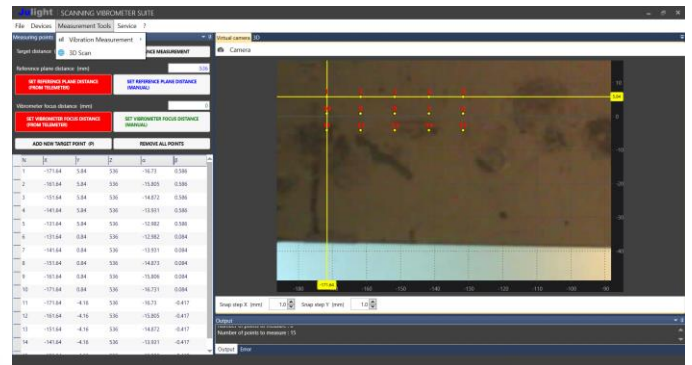 Julight SCANNING VIBROMETER SUITE
File Devices Measurement Tools Service ?
Measuring points
Vibration Measurement
3D Scan
Target distance
NCE MEASUREMENT
Reference plane distance (mm) 536
SET REFERENCE PLANE DISTANCE (FROM TELEMETER)
SET REFERENCE PLANE DISTANCE (MANUAL)
Vibrometer focus distance (mm) 0
SET VIBROMETER FOCUS DISTANCE (FROM TELEMETER)
SET VIBROMETER FOCUS DISTANCE (MANUAL)
ADD NEW TARGET POINT (P) REMOVE ALL POINTS
N X Y Z α β
1 -171.64 5.84 536 -16.73 0.586
2 -161.64 5.84 536 -15.805 0.586
3 -151.64 5.84 536 -14.872 0.586
4 -141.64 5.84 536 -13.931 0.586
5 -131.64 5.84 536 -12.982 0.586
6 -131.64 0.84 536 -12.982 0.084
7 -141.64 0.84 536 -13.931 0.084
8 -151.64 0.84 536 -14.873 0.084
9 -161.64 0.84 536 -15.806 0.084
10 -171.64 0.84 536 -16.731 0.084
11 -171.64 -4.16 536 -16.73 -0.417
12 -161.64 -4.16 536 -15.805 -0.417
13 -151.64 -4.16 536 -14.872 -0.417
14 -141.64 -4.16 536 -13.931 -0.417
Virtual camera 3D
Camera
10
5.84
0
-10
-20
-30
-40
-180 -171.64 -160 -150 -140 -130 -120 -110 -100 -90
Snap step X (mm) 1.0 Snap step Y (mm) 1.0
Output
Number of points to measure : 15
Output Error